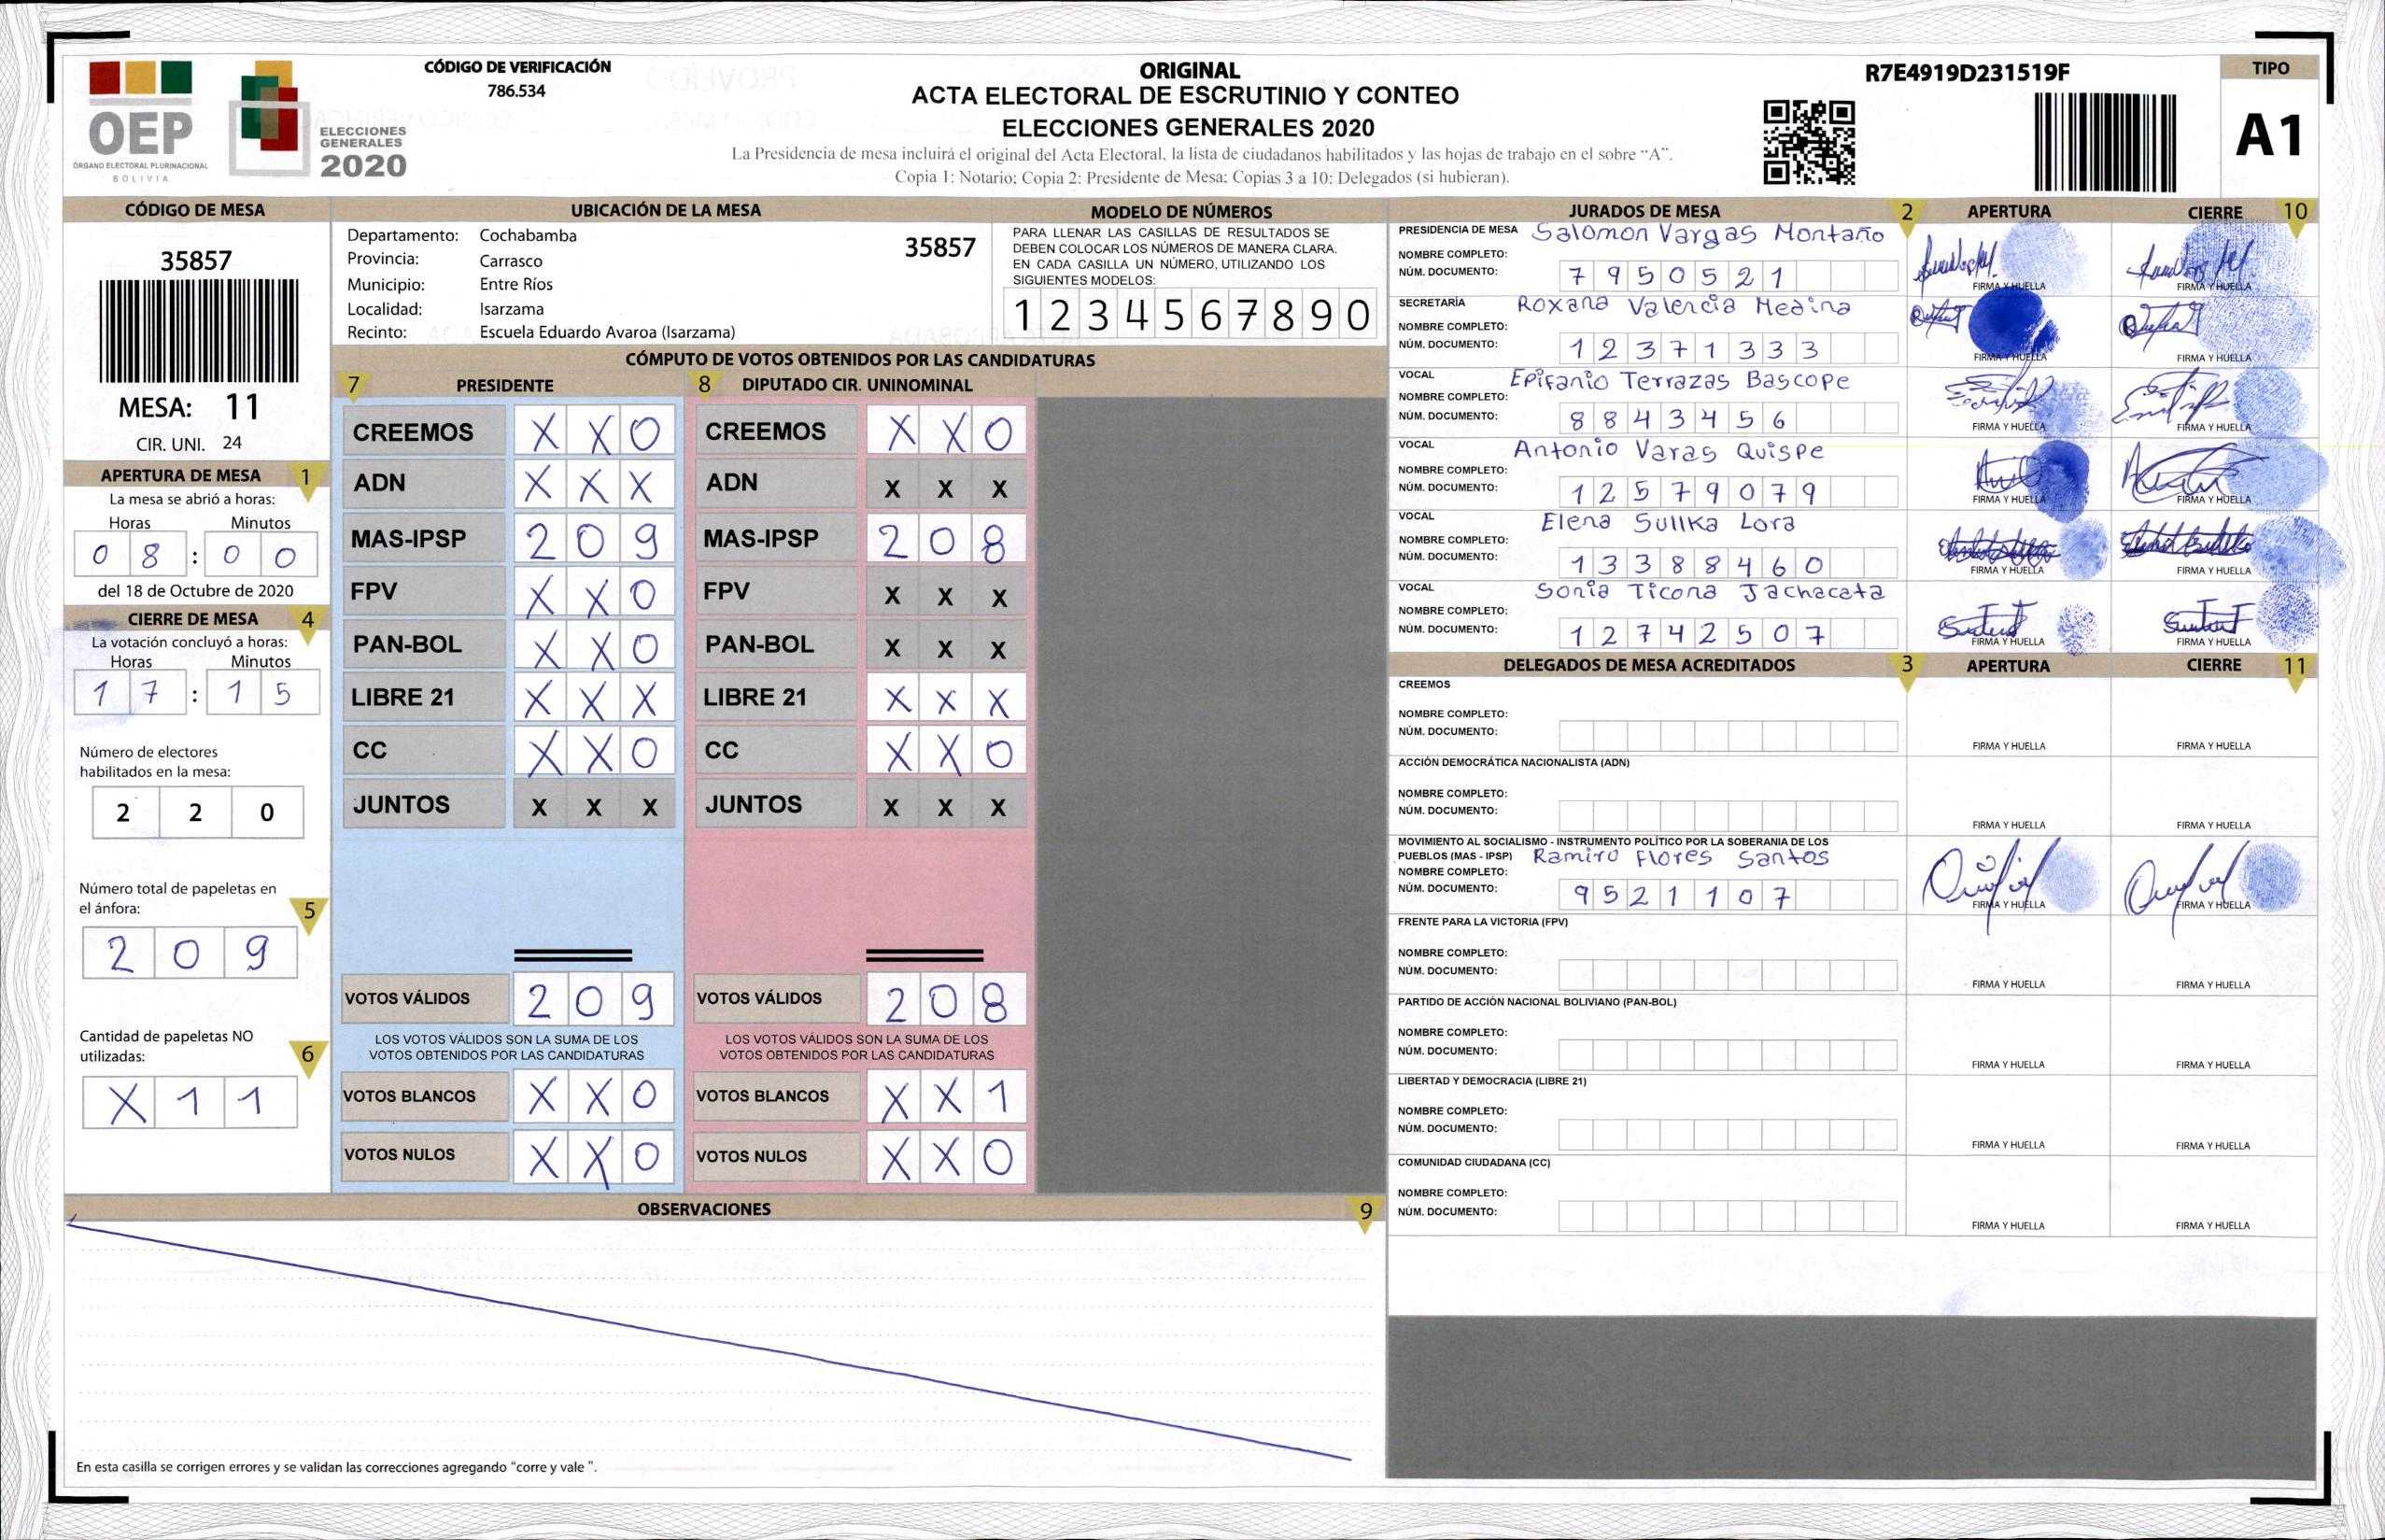 OEP
ÓRGANO ELECTORAL PLURINACIONAL
BOLIVIA
ELECCIONES
GENERALES
2020
CÓDIGO DE VERIFICACIÓN
786.534
ORIGINAL
ACTA ELECTORAL DE ESCRUTINIO Y CONTEO
ELECCIONES GENERALES 2020
La Presidencia de mesa incluirá el original del Acta Electoral, la lista de ciudadanos habilitados y las hojas de trabajo en el sobre “A”.
Copia 1: Notario; Copia 2: Presidente de Mesa; Copias 3 a 10: Delegados (si hubieran).
R7E4919D231519F
TIPO
A1
CÓDIGO DE MESA
35857
MESA: 11
CIR. UNI. 24
APERTURA DE MESA 1
La mesa se abrió a horas:
Horas Minutos
0 8 : 0 0
del 18 de Octubre de 2020
CIERRE DE MESA 4
La votación concluyó a horas:
Horas Minutos
1 7 : 1 5
Número de electores
habilitados en la mesa:
2 2 0
Número total de papeletas en
el ánfora: 5
2 0 9
Cantidad de papeletas NO
utilizadas: 6
X 1 1
UBICACIÓN DE LA MESA
Departamento: Cochabamba
Provincia: Carrasco
Municipio: Entre Ríos
Localidad: Isarzama
Recinto: Escuela Eduardo Avaroa (Isarzama)
35857
MODELO DE NÚMEROS
PARA LLENAR LAS CASILLAS DE RESULTADOS SE
DEBEN COLOCAR LOS NÚMEROS DE MANERA CLARA.
EN CADA CASILLA UN NÚMERO, UTILIZANDO LOS
SIGUIENTES MODELOS:
1 2 3 4 5 6 7 8 9 0
CÓMPUTO DE VOTOS OBTENIDOS POR LAS CANDIDATURAS
7 PRESIDENTE
CREEMOS X X 0
ADN X X X
MAS-IPSP 2 0 9
FPV X X 0
PAN-BOL X X 0
LIBRE 21 X X X
CC X X 0
JUNTOS X X X
VOTOS VÁLIDOS 2 0 9
LOS VOTOS VÁLIDOS SON LA SUMA DE LOS
VOTOS OBTENIDOS POR LAS CANDIDATURAS
VOTOS BLANCOS X X 0
VOTOS NULOS X X 0
8 DIPUTADO CIR. UNINOMINAL
CREEMOS X X 0
ADN X X X
MAS-IPSP 2 0 8
FPV X X X
PAN-BOL X X X
LIBRE 21 X X X
CC X X 0
JUNTOS X X X
VOTOS VÁLIDOS 2 0 8
LOS VOTOS VÁLIDOS SON LA SUMA DE LOS
VOTOS OBTENIDOS POR LAS CANDIDATURAS
VOTOS BLANCOS X X 1
VOTOS NULOS X X 0
OBSERVACIONES 9
En esta casilla se corrigen errores y se validan las correcciones agregando “corre y vale ”.
JURADOS DE MESA 2 APERTURA CIERRE 10
PRESIDENCIA DE MESA Salomon Vargas Montaño
NOMBRE COMPLETO:
NÚM. DOCUMENTO: 7 9 5 0 5 2 1
FIRMA Y HUELLA FIRMA Y HUELLA
SECRETARÍA Roxana Valencia Medina
NOMBRE COMPLETO:
NÚM. DOCUMENTO: 1 2 3 7 1 3 3 3
FIRMA Y HUELLA FIRMA Y HUELLA
VOCAL Epifanio Terrazas Bascope
NOMBRE COMPLETO:
NÚM. DOCUMENTO: 8 8 4 3 4 5 6
FIRMA Y HUELLA FIRMA Y HUELLA
VOCAL Antonio Varas Quispe
NOMBRE COMPLETO:
NÚM. DOCUMENTO: 1 2 5 7 9 0 7 9
FIRMA Y HUELLA FIRMA Y HUELLA
VOCAL Elena Sullka Lora
NOMBRE COMPLETO:
NÚM. DOCUMENTO: 1 3 3 8 8 4 6 0
FIRMA Y HUELLA FIRMA Y HUELLA
VOCAL Sonia Ticona Jachacata
NOMBRE COMPLETO:
NÚM. DOCUMENTO: 1 2 7 4 2 5 0 7
FIRMA Y HUELLA FIRMA Y HUELLA
DELEGADOS DE MESA ACREDITADOS 3 APERTURA CIERRE 11
CREEMOS
NOMBRE COMPLETO:
NÚM. DOCUMENTO:
FIRMA Y HUELLA FIRMA Y HUELLA
ACCIÓN DEMOCRÁTICA NACIONALISTA (ADN)
NOMBRE COMPLETO:
NÚM. DOCUMENTO:
FIRMA Y HUELLA FIRMA Y HUELLA
MOVIMIENTO AL SOCIALISMO - INSTRUMENTO POLÍTICO POR LA SOBERANIA DE LOS
PUEBLOS (MAS - IPSP) Ramiro Flores Santos
NOMBRE COMPLETO:
NÚM. DOCUMENTO: 9 5 2 1 1 0 7
FIRMA Y HUELLA FIRMA Y HUELLA
FRENTE PARA LA VICTORIA (FPV)
NOMBRE COMPLETO:
NÚM. DOCUMENTO:
FIRMA Y HUELLA FIRMA Y HUELLA
PARTIDO DE ACCIÓN NACIONAL BOLIVIANO (PAN-BOL)
NOMBRE COMPLETO:
NÚM. DOCUMENTO:
FIRMA Y HUELLA FIRMA Y HUELLA
LIBERTAD Y DEMOCRACIA (LIBRE 21)
NOMBRE COMPLETO:
NÚM. DOCUMENTO:
FIRMA Y HUELLA FIRMA Y HUELLA
COMUNIDAD CIUDADANA (CC)
NOMBRE COMPLETO:
NÚM. DOCUMENTO:
FIRMA Y HUELLA FIRMA Y HUELLA